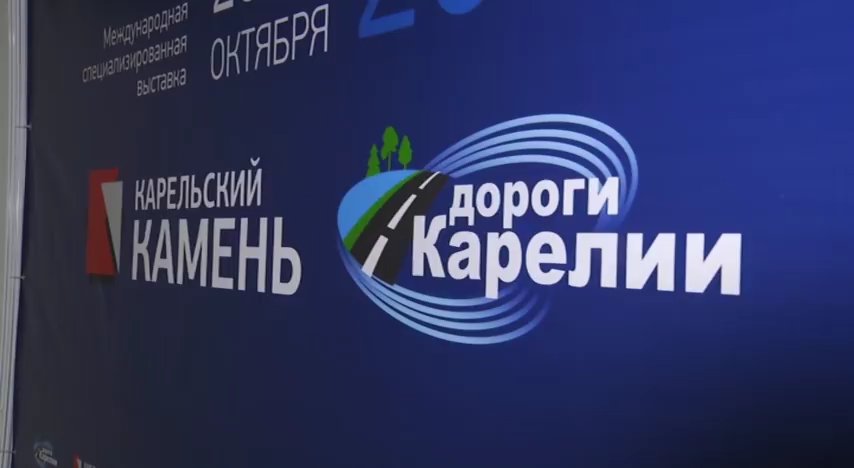 Международная
специализированная
выставка
ОКТЯБРЯ
КАРЕЛЬСКИЙ
КАМЕНЬ
дороги
Карелии